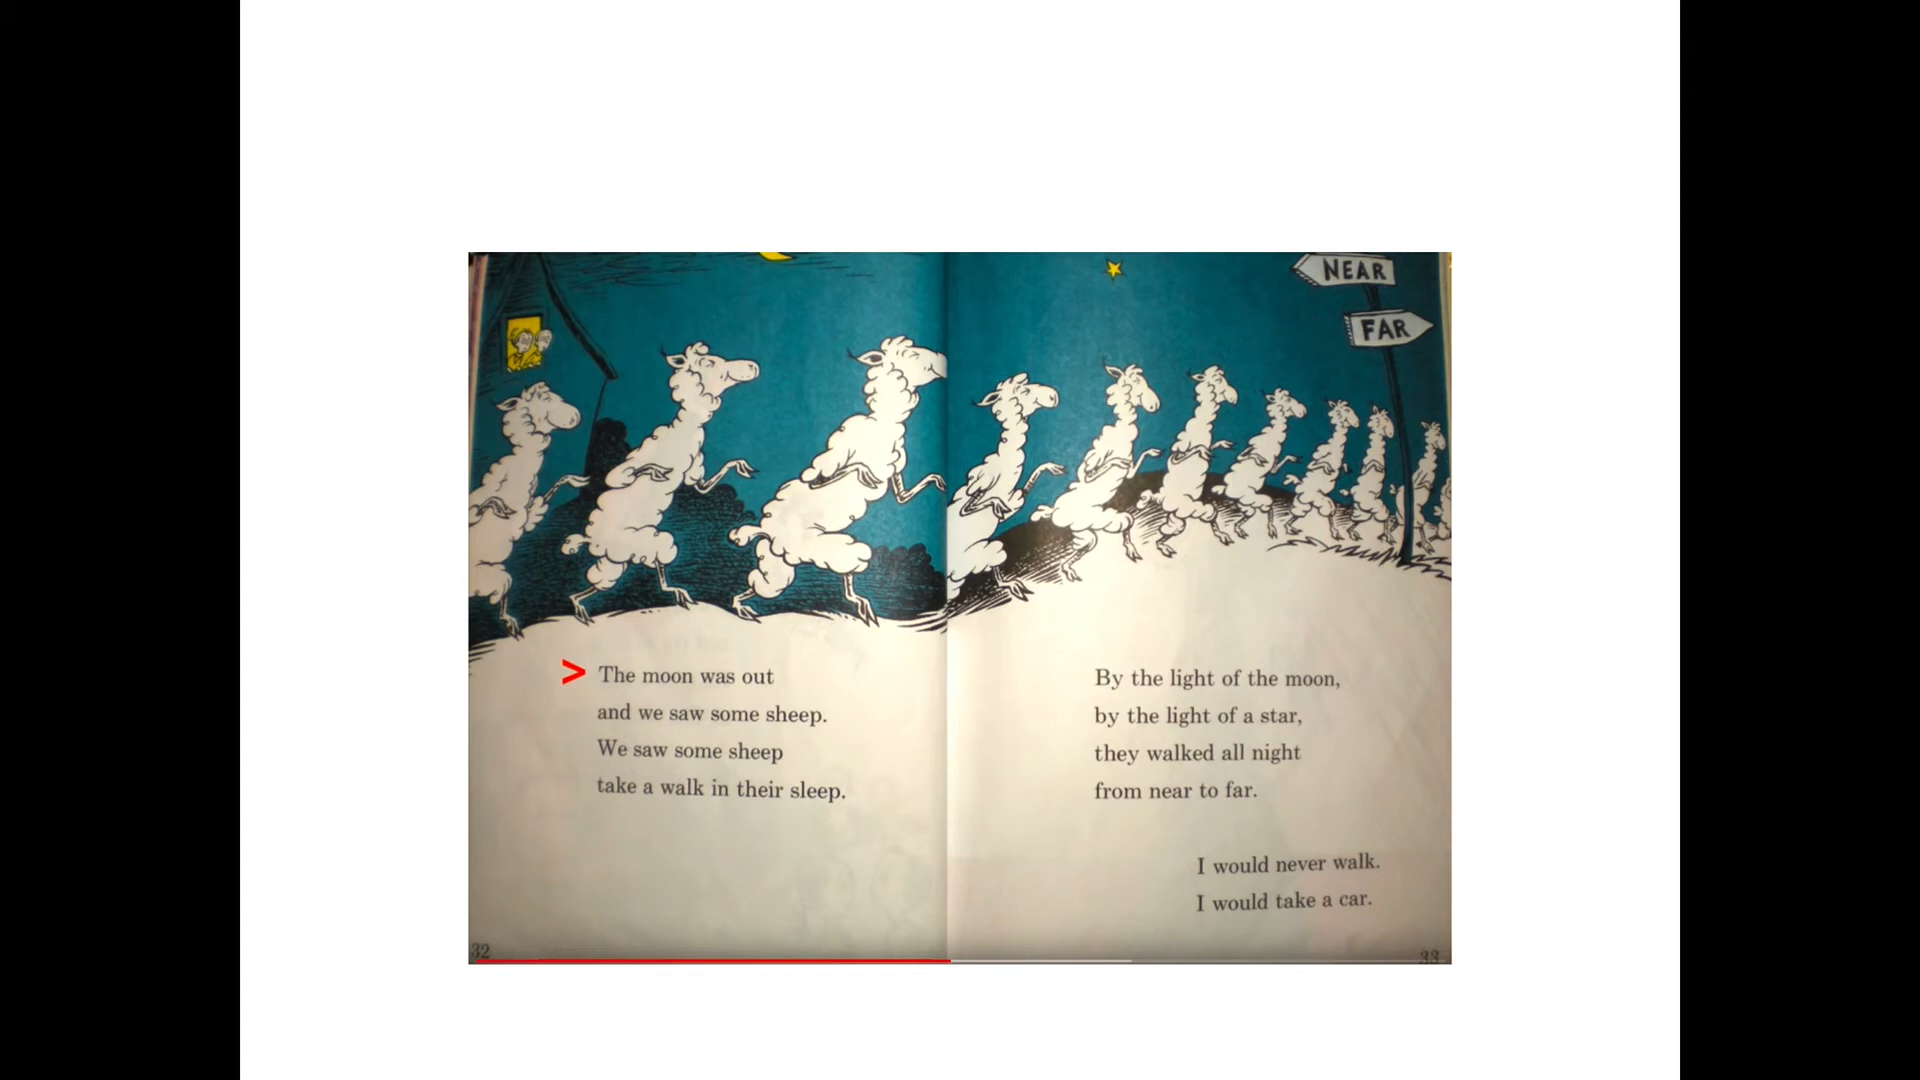 NEAR
FAR
> The moon was out
and we saw some sheep.
We saw some sheep
take a walk in their sleep.
32
By the light of the moon,
by the light of a star,
they walked all night
from near to far.
I would never walk.
I would take a car.
33